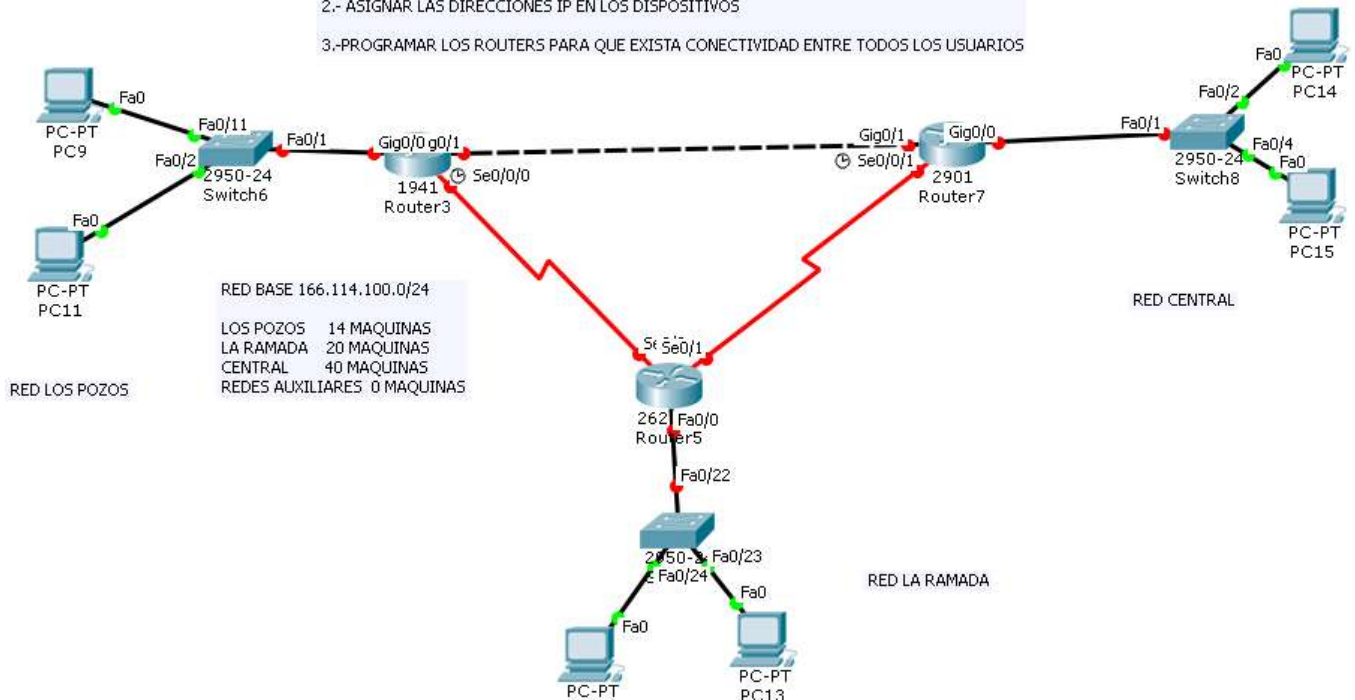 2.- ASIGNAR LAS DIRECCIONES IP EN LOS DISPOSITIVOS
3.-PROGRAMAR LOS ROUTERS PARA QUE EXISTA CONECTIVIDAD ENTRE TODOS LOS USUARIOS
Fa0
PC-PT
PC9
Fa0/11
Fa0/2
Fa0
PC-PT
PC11
2950-24
Switch6
Fa0/1
Gig0/0
g0/1
Se0/0/0
1941
Router3
Gig0/1
Gig0/0
Se0/0/1
2901
Router7
Fa0/1
Fa0/2
Fa0
PC-PT
PC14
2950-24
Switch8
Fa0/4
Fa0
PC-PT
PC15
RED BASE 166.114.100.0/24
LOS POZOS 14 MAQUINAS
LA RAMADA 20 MAQUINAS
CENTRAL 40 MAQUINAS
REDES AUXILIARES 0 MAQUINAS
RED LOS POZOS
RED CENTRAL
Se0/1
262
Fa0/0
Router5
Fa0/22
2950-2
Fa0/23
Fa0/24
Fa0
Fa0
RED LA RAMADA
PC-PT
PC-PT
PC13